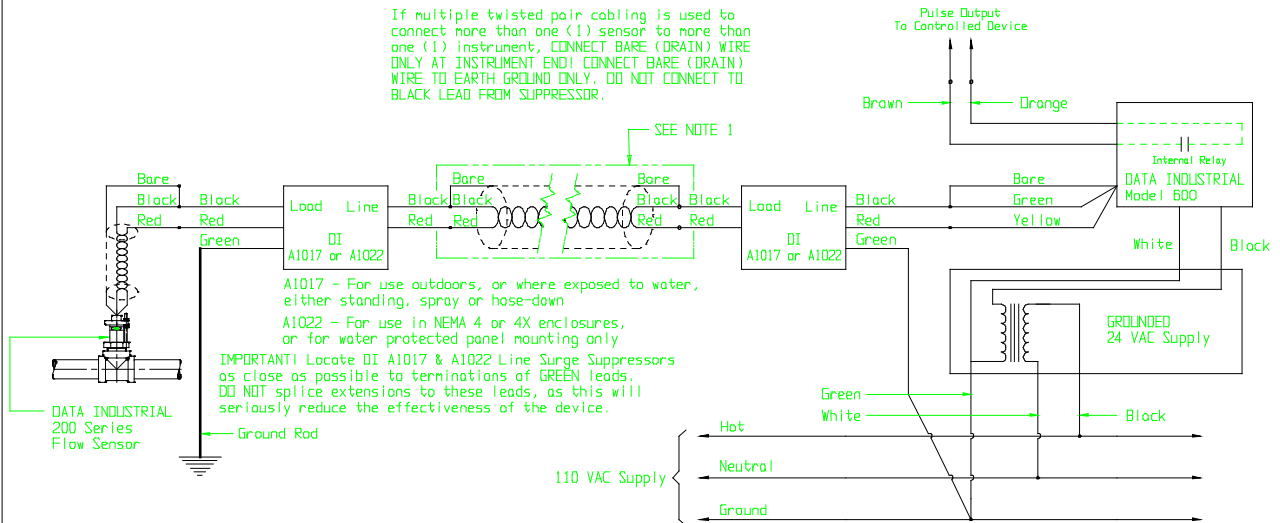 If multiple twisted pair cabling is used to
connect more than one (1) sensor to more than
one (1) instrument, CONNECT BARE (DRAIN) WIRE
ONLY AT INSTRUMENT END! CONNECT BARE (DRAIN)
WIRE TO EARTH GROUND ONLY. DO NOT CONNECT TO
BLACK LEAD FROM SUPPRESSOR.
Pulse Output
To Controlled Device
Brown
Orange
SEE NOTE 1
Internal Relay
DATA INDUSTRIAL
Model 600
Bare
Black
Red
Black
Red
Green
Load
Line
DI
A1017 or A1022
Black
Red
Bare
Black
Red
Bare
Black
Red
Black
Red
Load
Line
DI
A1017 or A1022
Black
Red
Green
Bare
Green
Yellow
White
Black
A1017 - For use outdoors, or where exposed to water,
either standing, spray or hose-down
A1022 - For use in NEMA 4 or 4X enclosures,
or for water protected panel mounting only
IMPORTANT! Locate DI A1017 & A1022 Line Surge Suppressors
as close as possible to terminations of GREEN leads.
DO NOT splice extensions to these leads, as this will
seriously reduce the effectiveness of the device.
GROUNDED
24 VAC Supply
DATA INDUSTRIAL
200 Series
Flow Sensor
Ground Rod
Green
White
Black
110 VAC Supply
Hot
Neutral
Ground